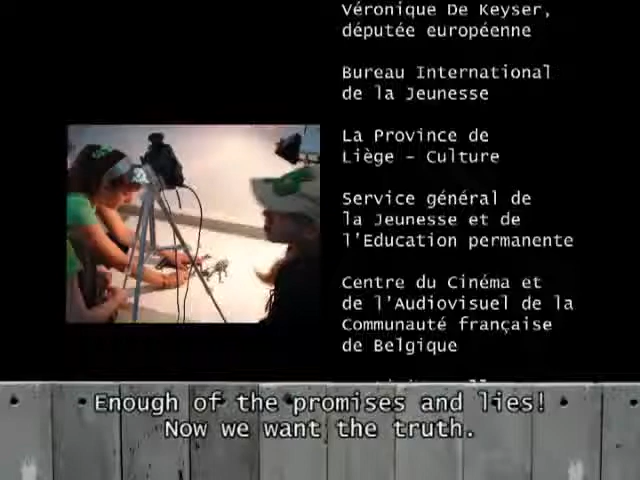 Véronique De Keyser,
députée européenne
Bureau International
de la Jeunesse
La Province de
Liège - Culture
Service général de
la Jeunesse et de
l'Education permanente
Centre du Cinéma et
de l'Audiovisuel de la
Communauté française
de Belgique
Enough of the promises and lies!
Now we want the truth.